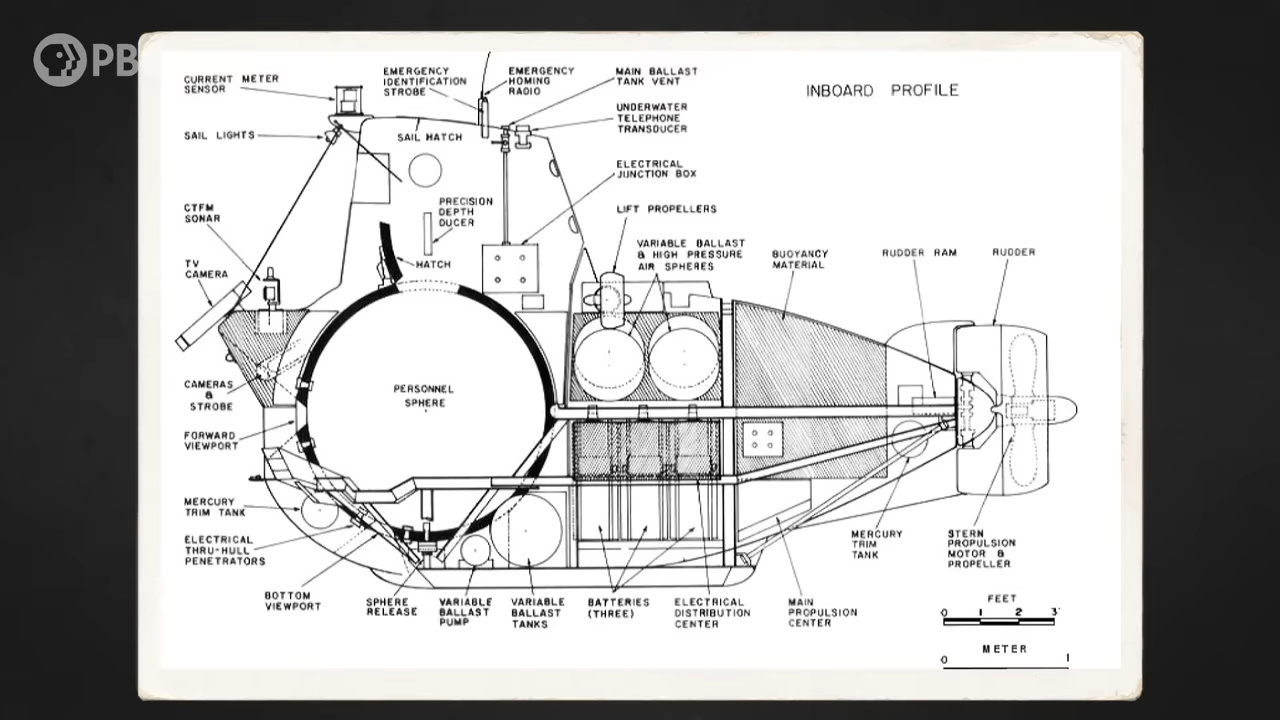 PB
INBOARD PROFILE
CURRENT METER
SENSOR
EMERGENCY
IDENTIFICATION
STROBE
EMERGENCY
HOMING
RADIO
MAIN BALLAST
TANK VENT
UNDERWATER
TELEPHONE
TRANSDUCER
SAIL LIGHTS
SAIL HATCH
ELECTRICAL
JUNCTION BOX
CTFM
SONAR
PRECISION
DEPTH
DUCER
LIFT PROPELLERS
TV
CAMERA
HATCH
VARIABLE BALLAST
& HIGH PRESSURE
AIR SPHERES
BUOYANCY
MATERIAL
RUDDER RAM
RUDDER
PERSONNEL
SPHERE
CAMERAS
&
STROBE
FORWARD
VIEWPORT
MERCURY
TRIM TANK
ELECTRICAL
THRU-HULL
PENETRATORS
BOTTOM
VIEWPORT
SPHERE
RELEASE
VARIABLE
BALLAST
PUMP
VARIABLE
BALLAST
TANKS
BATTERIES
(THREE)
ELECTRICAL
DISTRIBUTION
CENTER
MAIN
PROPULSION
CENTER
MERCURY
TRIM
TANK
STERN
PROPULSION
MOTOR &
PROPELLER
FEET
0 1 2 3
METER
0 1